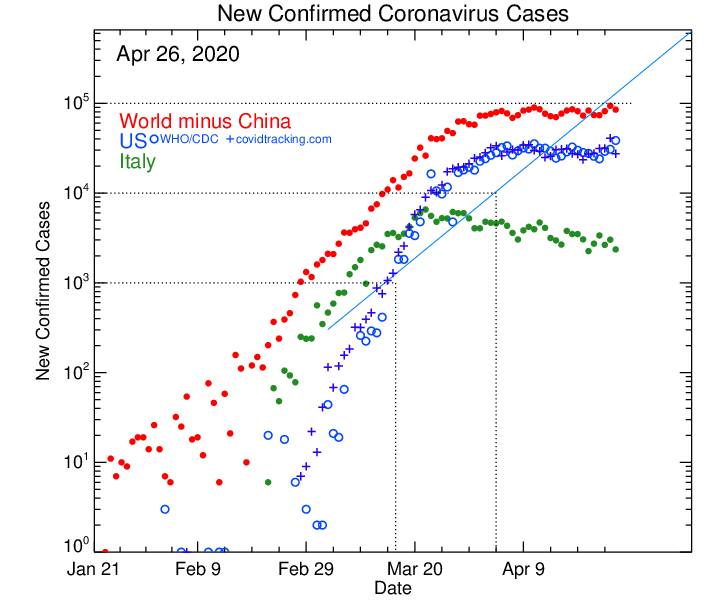 New Confirmed Coronavirus Cases
Apr 26, 2020
World minus China
US WHO/CDC +covidtracking.com
Italy
New Confirmed Cases
10^5
10^4
10^3
10^2
10^1
10^0
Jan 21 Feb 9 Feb 29 Mar 20 Apr 9
Date